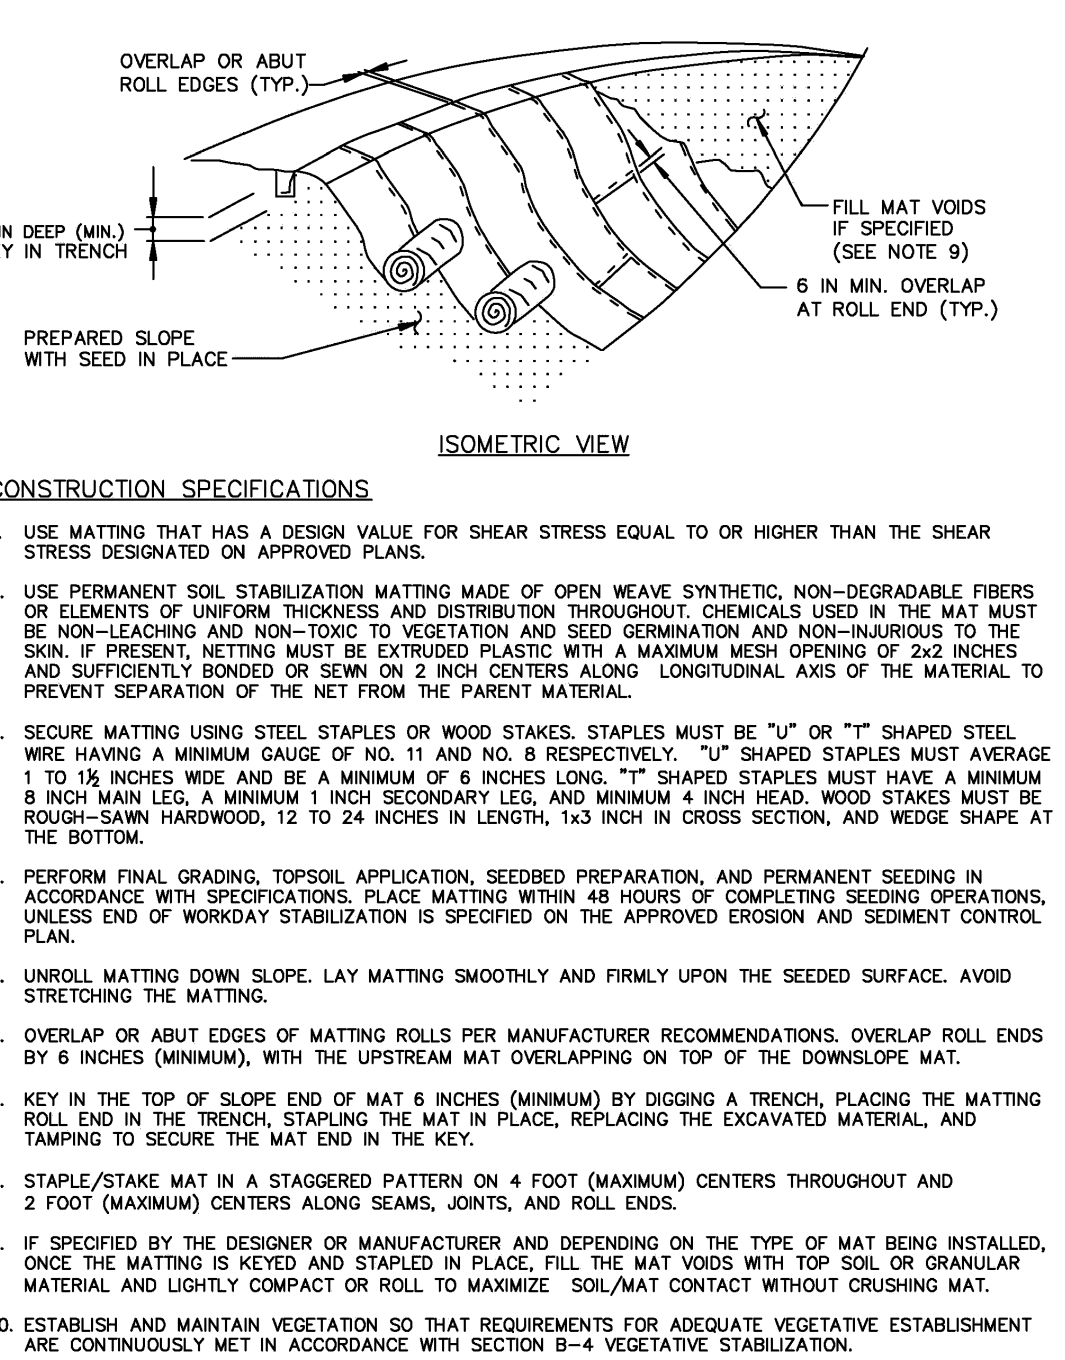 OVERLAP OR ABUT
ROLL EDGES (TYP.)
IN DEEP (MIN.)
Y IN TRENCH
PREPARED SLOPE
WITH SEED IN PLACE
FILL MAT VOIDS
IF SPECIFIED
(SEE NOTE 9)
6 IN MIN. OVERLAP
AT ROLL END (TYP.)
ISOMETRIC VIEW
CONSTRUCTION SPECIFICATIONS
. USE MATTING THAT HAS A DESIGN VALUE FOR SHEAR STRESS EQUAL TO OR HIGHER THAN THE SHEAR
STRESS DESIGNATED ON APPROVED PLANS.
. USE PERMANENT SOIL STABILIZATION MATTING MADE OF OPEN WEAVE SYNTHETIC, NON-DEGRADABLE FIBERS
OR ELEMENTS OF UNIFORM THICKNESS AND DISTRIBUTION THROUGHOUT. CHEMICALS USED IN THE MAT MUST
BE NON-LEACHING AND NON-TOXIC TO VEGETATION AND SEED GERMINATION AND NON-INJURIOUS TO THE
SKIN. IF PRESENT, NETTING MUST BE EXTRUDED PLASTIC WITH A MAXIMUM MESH OPENING OF 2x2 INCHES
AND SUFFICIENTLY BONDED OR SEWN ON 2 INCH CENTERS ALONG LONGITUDINAL AXIS OF THE MATERIAL TO
PREVENT SEPARATION OF THE NET FROM THE PARENT MATERIAL.
. SECURE MATTING USING STEEL STAPLES OR WOOD STAKES. STAPLES MUST BE "U" OR "T" SHAPED STEEL
WIRE HAVING A MINIMUM GAUGE OF NO. 11 AND NO. 8 RESPECTIVELY. "U" SHAPED STAPLES MUST AVERAGE
1 TO 1½ INCHES WIDE AND BE A MINIMUM OF 6 INCHES LONG. "T" SHAPED STAPLES MUST HAVE A MINIMUM
8 INCH MAIN LEG, A MINIMUM 1 INCH SECONDARY LEG, AND MINIMUM 4 INCH HEAD. WOOD STAKES MUST BE
ROUGH-SAWN HARDWOOD, 12 TO 24 INCHES IN LENGTH, 1x3 INCH IN CROSS SECTION, AND WEDGE SHAPE AT
THE BOTTOM.
. PERFORM FINAL GRADING, TOPSOIL APPLICATION, SEEDBED PREPARATION, AND PERMANENT SEEDING IN
ACCORDANCE WITH SPECIFICATIONS. PLACE MATTING WITHIN 48 HOURS OF COMPLETING SEEDING OPERATIONS,
UNLESS END OF WORKDAY STABILIZATION IS SPECIFIED ON THE APPROVED EROSION AND SEDIMENT CONTROL
PLAN.
. UNROLL MATTING DOWN SLOPE. LAY MATTING SMOOTHLY AND FIRMLY UPON THE SEEDED SURFACE. AVOID
STRETCHING THE MATTING.
. OVERLAP OR ABUT EDGES OF MATTING ROLLS PER MANUFACTURER RECOMMENDATIONS. OVERLAP ROLL ENDS
BY 6 INCHES (MINIMUM), WITH THE UPSTREAM MAT OVERLAPPING ON TOP OF THE DOWNSLOPE MAT.
. KEY IN THE TOP OF SLOPE END OF MAT 6 INCHES (MINIMUM) BY DIGGING A TRENCH, PLACING THE MATTING
ROLL END IN THE TRENCH, STAPLING THE MAT IN PLACE, REPLACING THE EXCAVATED MATERIAL, AND
TAMPING TO SECURE THE MAT END IN THE KEY.
. STAPLE/STAKE MAT IN A STAGGERED PATTERN ON 4 FOOT (MAXIMUM) CENTERS THROUGHOUT AND
2 FOOT (MAXIMUM) CENTERS ALONG SEAMS, JOINTS, AND ROLL ENDS.
. IF SPECIFIED BY THE DESIGNER OR MANUFACTURER AND DEPENDING ON THE TYPE OF MAT BEING INSTALLED,
ONCE THE MATTING IS KEYED AND STAPLED IN PLACE, FILL THE MAT VOIDS WITH TOP SOIL OR GRANULAR
MATERIAL AND LIGHTLY COMPACT OR ROLL TO MAXIMIZE SOIL/MAT CONTACT WITHOUT CRUSHING MAT.
0. ESTABLISH AND MAINTAIN VEGETATION SO THAT REQUIREMENTS FOR ADEQUATE VEGETATIVE ESTABLISHMENT
ARE CONTINUOUSLY MET IN ACCORDANCE WITH SECTION B-4 VEGETATIVE STABILIZATION.